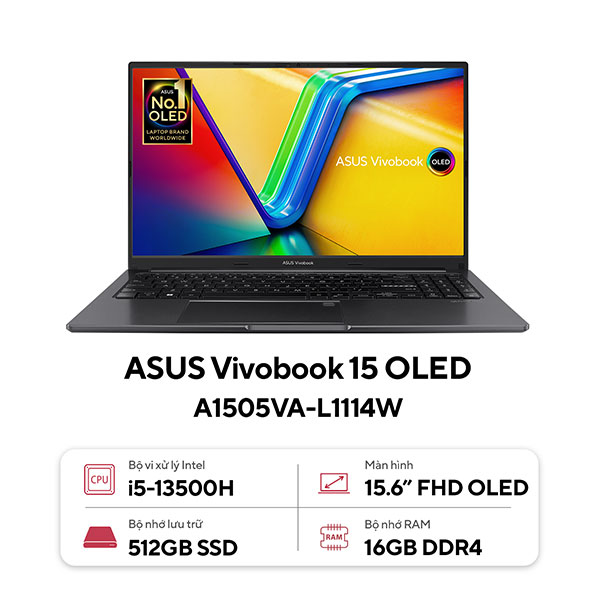 ASUS
No.1
OLED
LAPTOP BRAND
WORLDWIDE
ASUS Vivobook OLED
ASUS Vivobook
ASUS Vivobook 15 OLED
A1505VA-L1114W
Bộ vi xử lý Intel
CPU
i5-13500H
Màn hình
15.6” FHD OLED
Bộ nhớ lưu trữ
512GB SSD
Bộ nhớ RAM
RAM
16GB DDR4